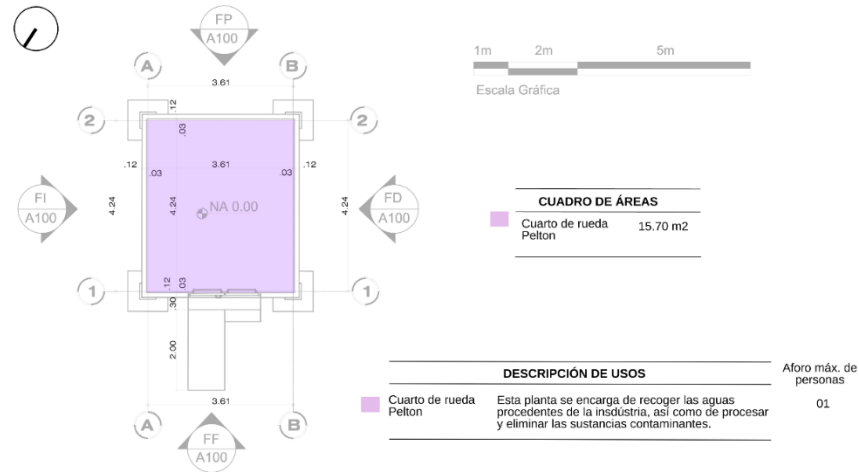 FP
A100
A
B
3.61
1m 2m 5m
Escala Gráfica
.12
2
.03
2
.12
.03
3.61
.03
.12
FI
A100
4.24
4.24
NA 0.00
4.24
FD
A100
CUADRO DE ÁREAS
Cuarto de rueda
Pelton
15.70 m2
1
.12
.03
1
.30
2.00
3.61
A
B
FF
A100
DESCRIPCIÓN DE USOS
Aforo máx. de
personas
Cuarto de rueda
Pelton
Esta planta se encarga de recoger las aguas
procedentes de la insdústria, así como de procesar
y eliminar las sustancias contaminantes.
01